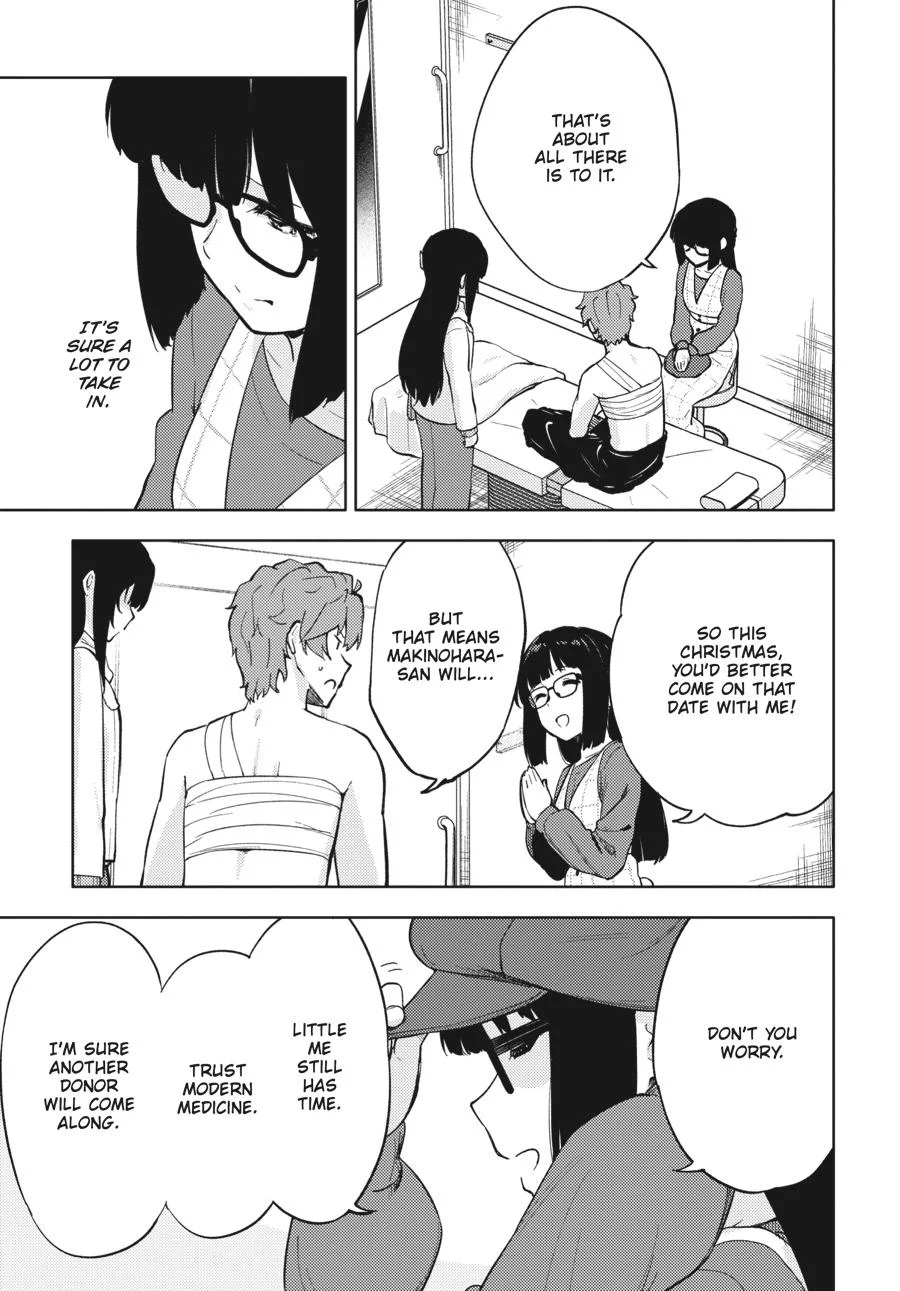 THAT'S
ABOUT
ALL THERE
IS TO IT.
IT'S
SURE A
LOT TO
TAKE
IN.
SO THIS
CHRISTMAS,
YOU'D BETTER
COME ON THAT
DATE WITH ME!
BUT
THAT MEANS
MAKINOHARA-
SAN WILL...
DON'T YOU
WORRY.
LITTLE
ME
STILL
HAS
TIME.
TRUST
MODERN
MEDICINE.
I'M SURE
ANOTHER
DONOR
WILL COME
ALONG.